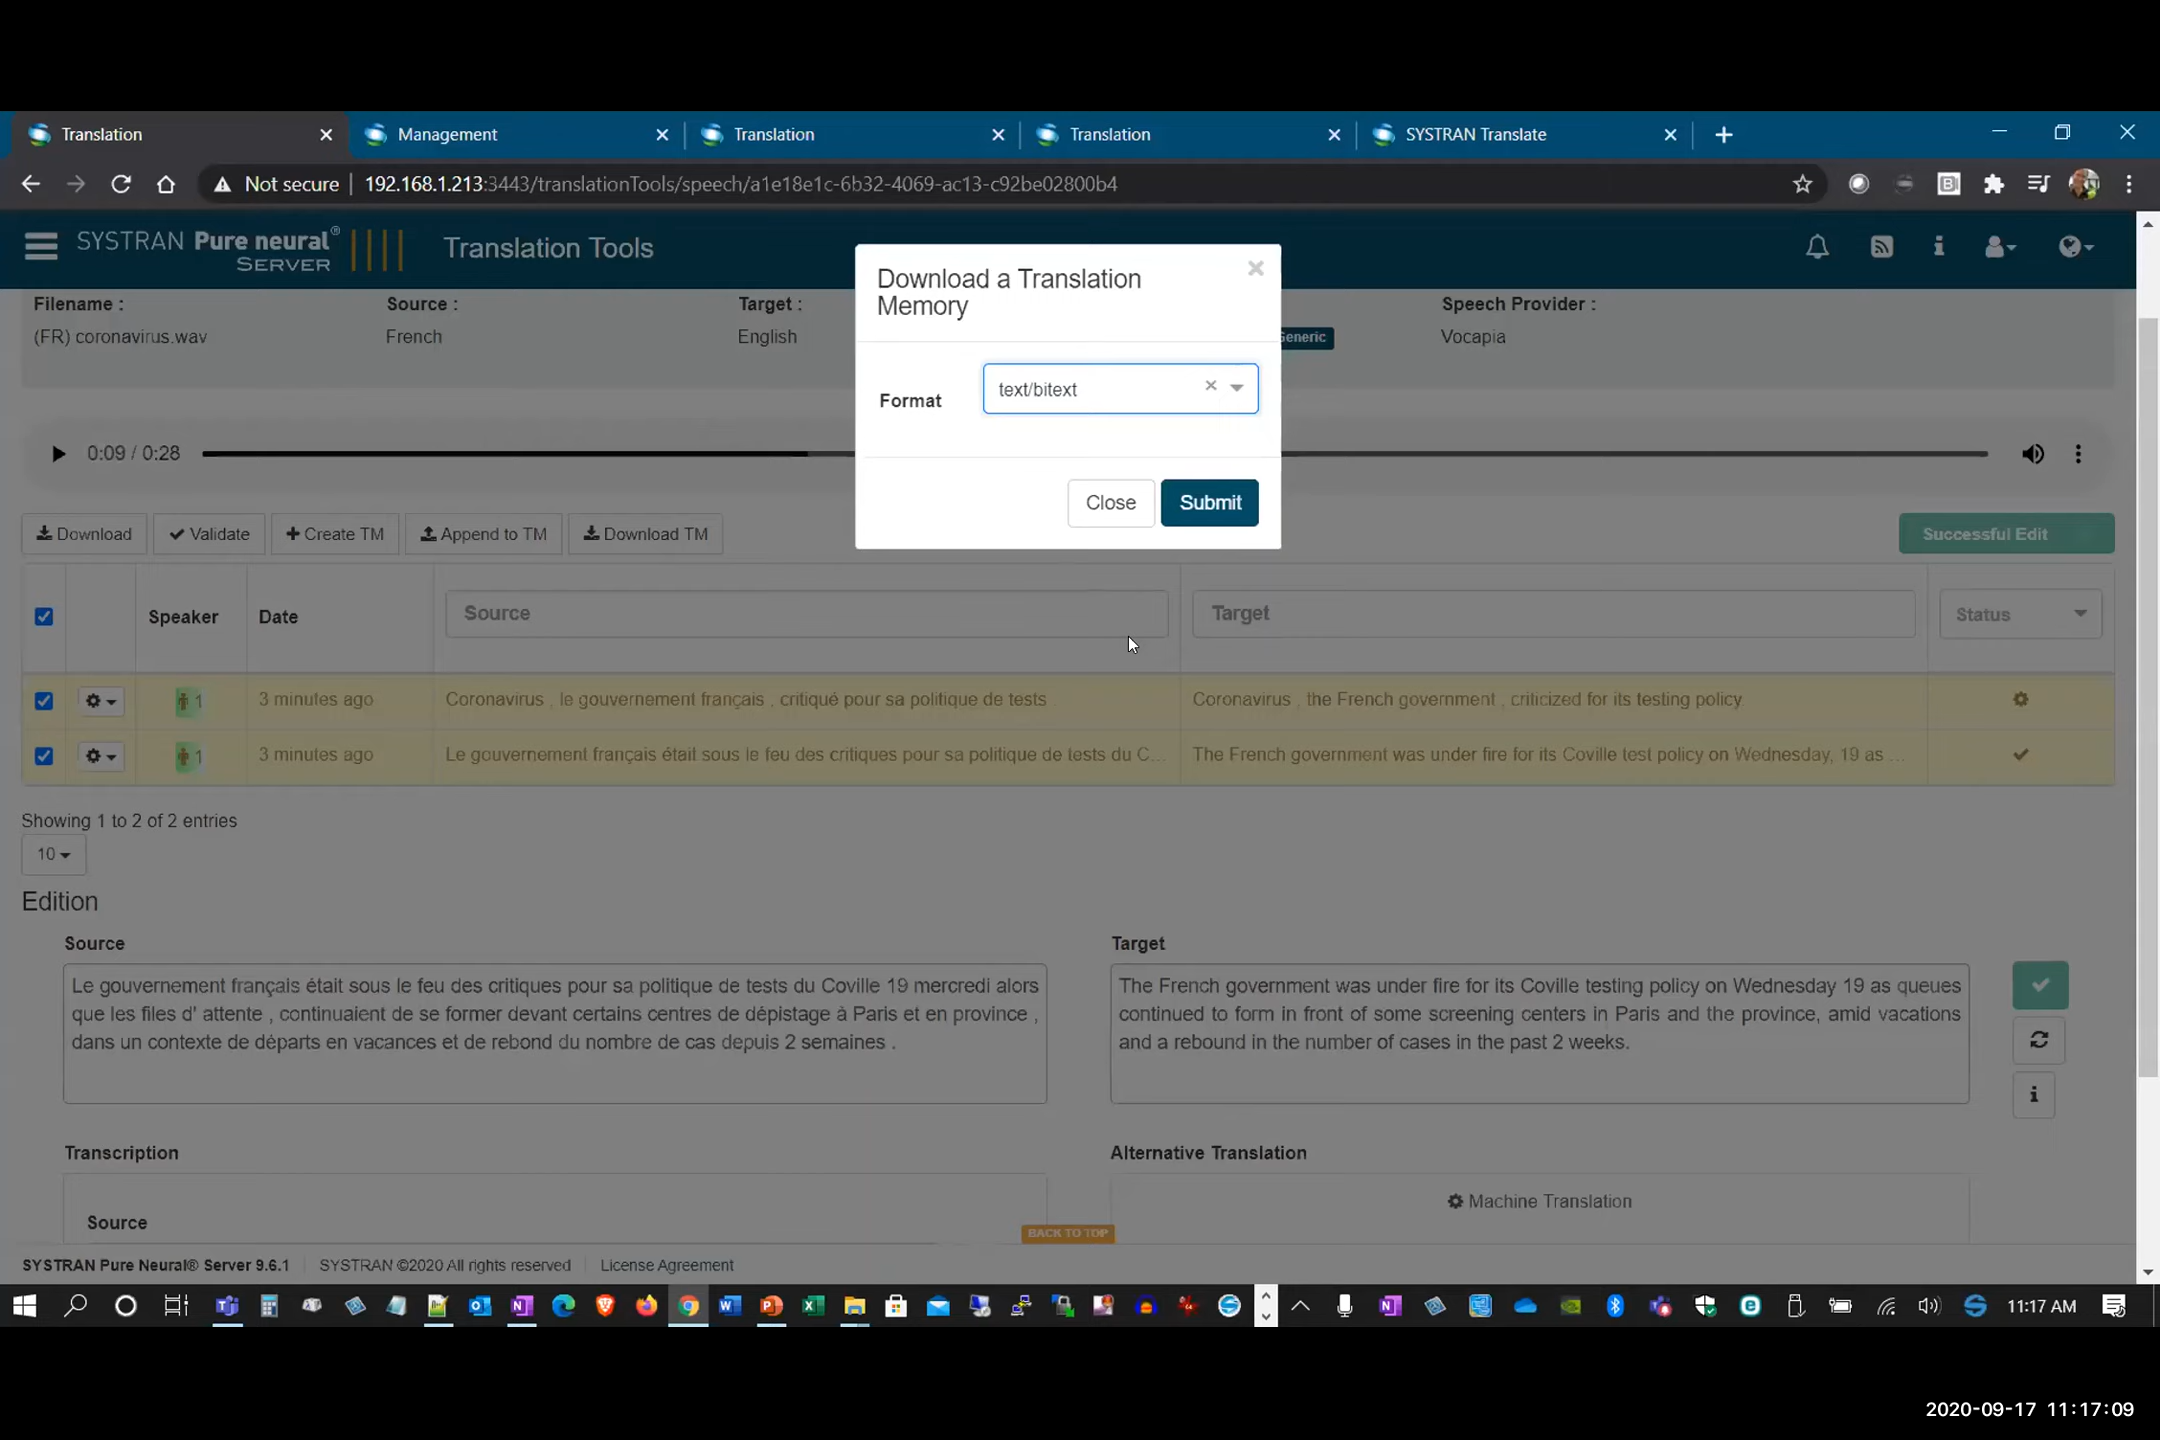 Translation
Management
Translation
Translation
SYSTRAN Translate
Not secure
192.168.1.213:3443/translationTools/speech/a1e18e1c-6b32-4069-ac13-c92be02800b4
SYSTRAN Pure neural®
SERVER
Translation Tools
Download a Translation
Memory
Format
text/bitext
Close
Submit
Filename :
Source :
Target :
Speech Provider :
(FR) coronavirus.wav
French
English
Vocapia
0:09 / 0:28
Download
Validate
Create TM
Append to TM
Download TM
Successful Edit
Speaker
Date
Source
Target
Status
1
3 minutes ago
Coronavirus , le gouvernement français , critiqué pour sa politique de tests
Coronavirus , the French government , criticized for its testing policy
1
3 minutes ago
Le gouvernement français était sous le feu des critiques pour sa politique de tests du C...
The French government was under fire for its Coville test policy on Wednesday, 19 as ...
Showing 1 to 2 of 2 entries
10
Edition
Source
Target
Le gouvernement français était sous le feu des critiques pour sa politique de tests du Coville 19 mercredi alors
que les files d' attente , continuaient de se former devant certains centres de dépistage à Paris et en province ,
dans un contexte de départs en vacances et de rebond du nombre de cas depuis 2 semaines .
The French government was under fire for its Coville testing policy on Wednesday 19 as queues
continued to form in front of some screening centers in Paris and the province, amid vacations
and a rebound in the number of cases in the past 2 weeks.
Transcription
Alternative Translation
Source
Machine Translation
BACK TO TOP
SYSTRAN Pure Neural® Server 9.6.1
SYSTRAN ©2020 All rights reserved
License Agreement
11:17 AM
2020-09-17 11:17:09